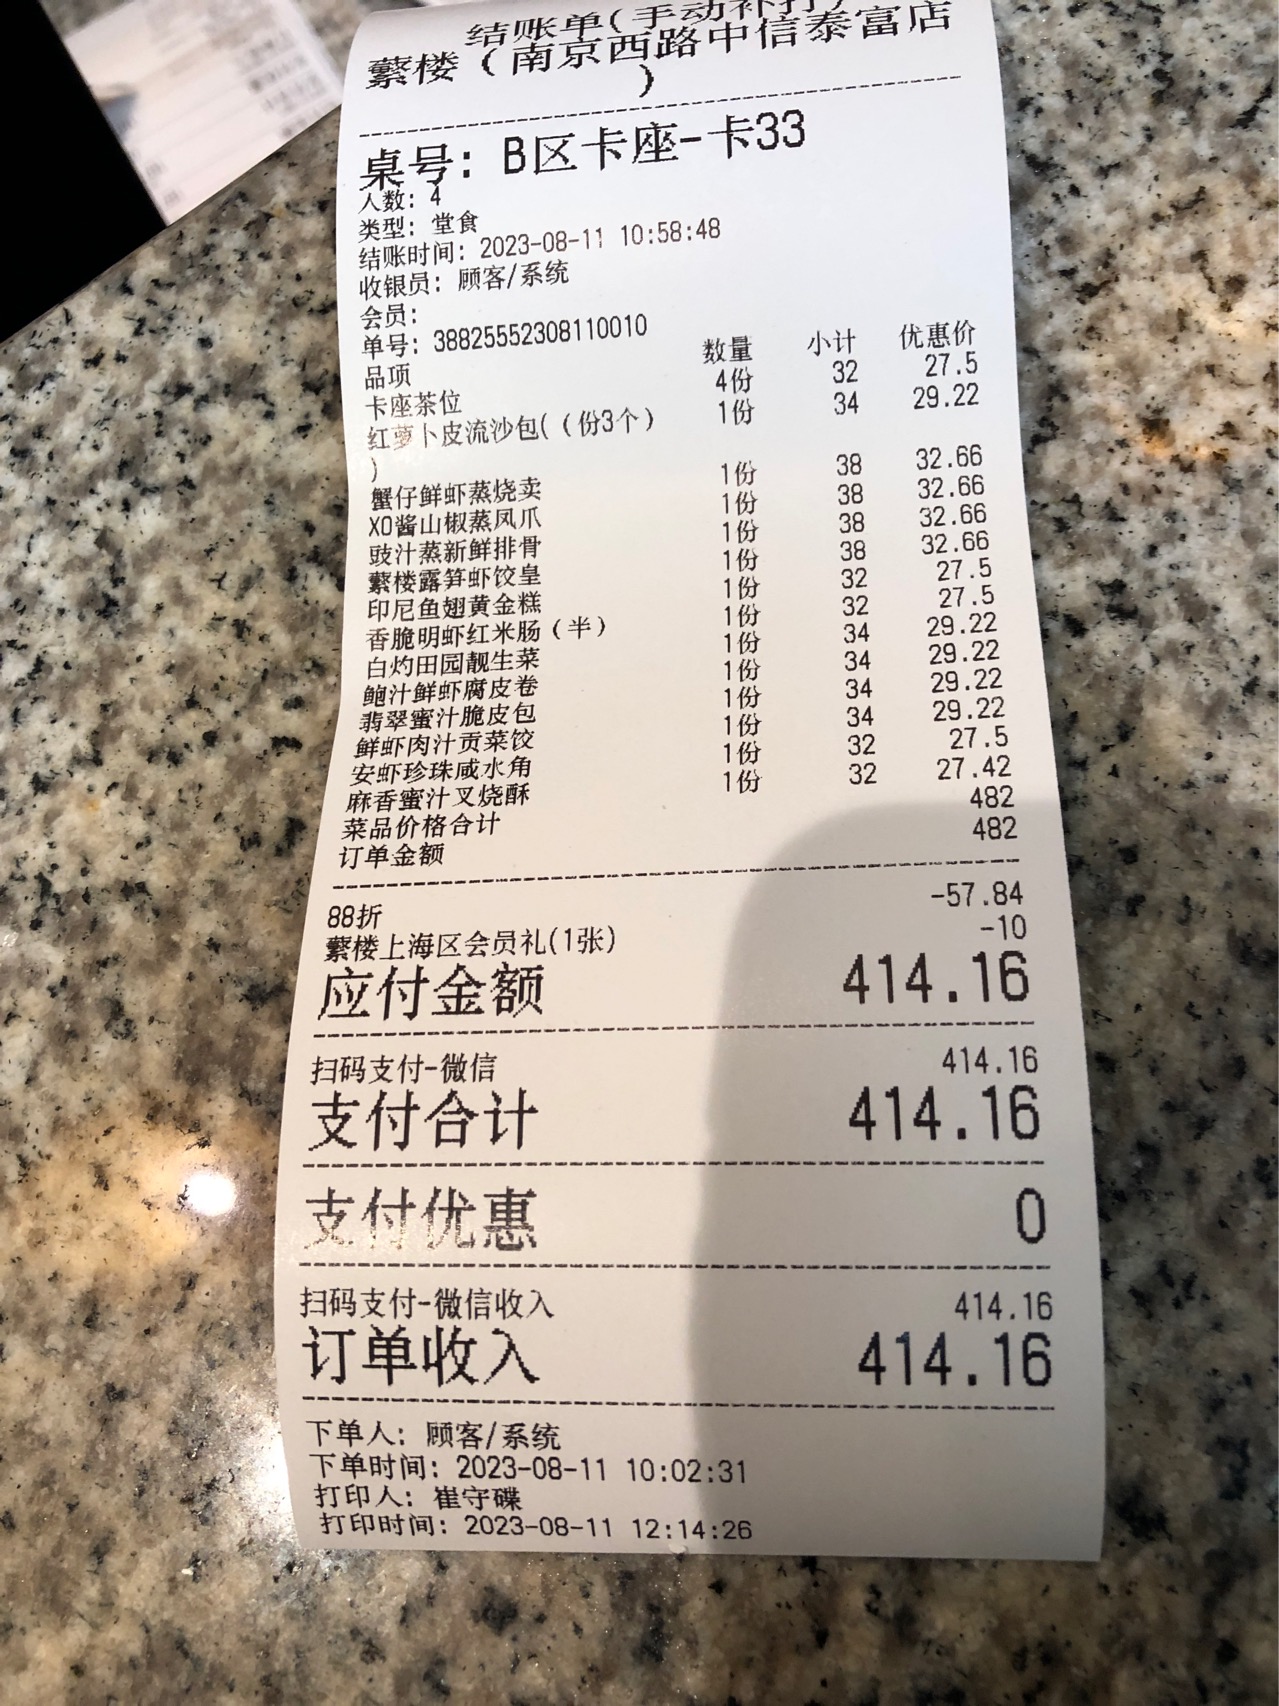 结账单(手动补打)
蘩楼（南京西路中信泰富店
）
桌号: B区卡座-卡33
人数: 4
类型: 堂食
结账时间: 2023-08-11 10:58:48
收银员: 顾客/系统
会员:
单号: 38825552308110010
品项 数量 小计 优惠价
卡座茶位 4份 32 27.5
红萝卜皮流沙包(（份3个） 1份 34 29.22
)
蟹仔鲜虾蒸烧卖 1份 38 32.66
XO酱山椒蒸凤爪 1份 38 32.66
豉汁蒸新鲜排骨 1份 38 32.66
蘩楼露笋虾饺皇 1份 38 32.66
印尼鱼翅黄金糕 1份 32 27.5
香脆明虾红米肠（半） 1份 32 27.5
白灼田园靓生菜 1份 34 29.22
鲍汁鲜虾腐皮卷 1份 34 29.22
翡翠蜜汁脆皮包 1份 34 29.22
鲜虾肉汁贡菜饺 1份 34 29.22
安虾珍珠咸水角 1份 32 27.5
麻香蜜汁叉烧酥 1份 32 27.42
菜品价格合计 482
订单金额 482
88折 -57.84
蘩楼上海区会员礼(1张) -10
应付金额 414.16
扫码支付-微信 414.16
支付合计 414.16
支付优惠 0
扫码支付-微信收入 414.16
订单收入 414.16
下单人: 顾客/系统
下单时间: 2023-08-11 10:02:31
打印人: 崔守碟
打印时间: 2023-08-11 12:14:26